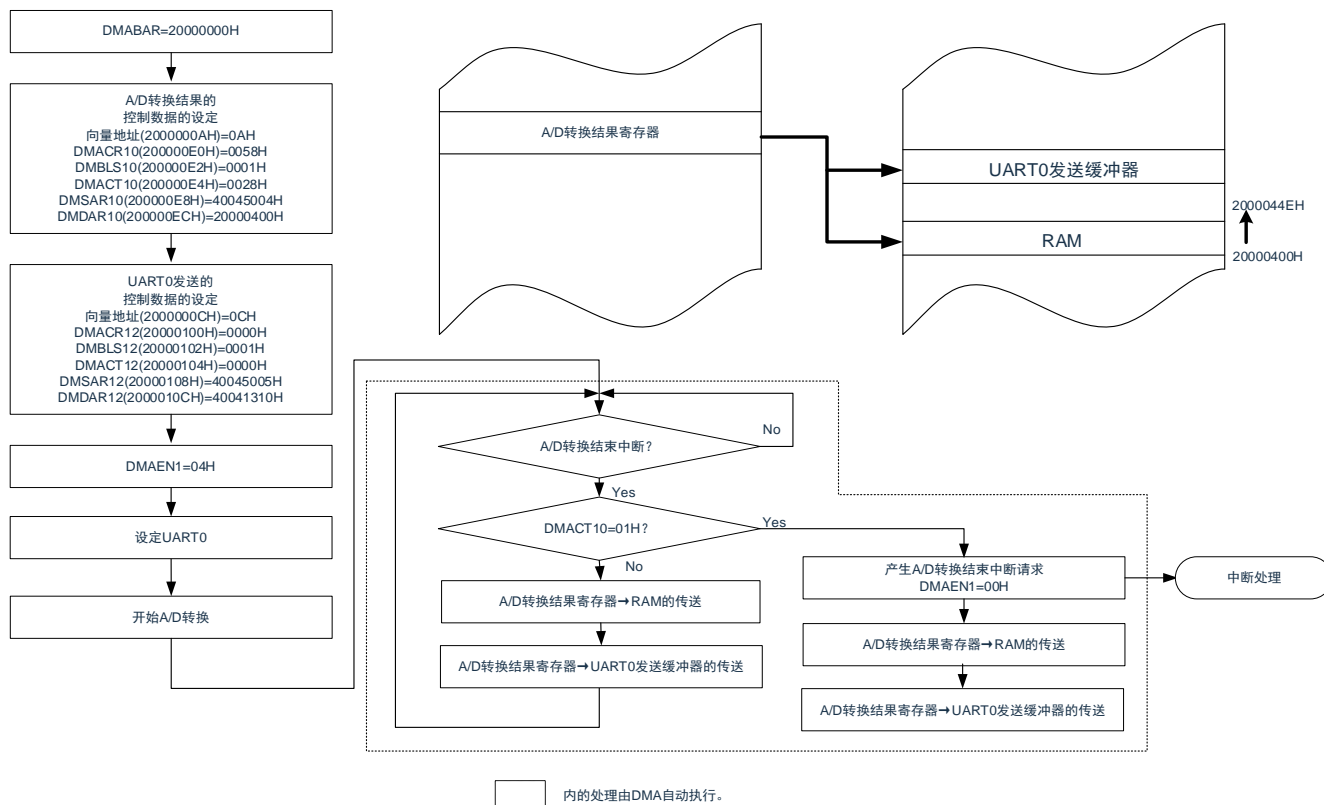 DMABAR=20000000H
A/D转换结果的
控制数据的设定
向量地址(2000000AH)=0AH
DMACR10(200000E0H)=0058H
DMBLS10(200000E2H)=0001H
DMACT10(200000E4H)=0028H
DMSAR10(200000E8H)=40045004H
DMDAR10(200000ECH)=20000400H
UART0发送的
控制数据的设定
向量地址(2000000CH)=0CH
DMACR12(20000100H)=0000H
DMBLS12(20000102H)=0001H
DMACT12(20000104H)=0000H
DMSAR12(20000108H)=40045005H
DMDAR12(2000010CH)=40041310H
DMAEN1=04H
设定UART0
开始A/D转换
A/D转换结果寄存器
UART0发送缓冲器
2000044EH
RAM
20000400H
A/D转换结束中断?
No
Yes
DMACT10=01H?
Yes
No
A/D转换结果寄存器→RAM的传送
A/D转换结果寄存器→UART0发送缓冲器的传送
产生A/D转换结束中断请求
DMAEN1=00H
中断处理
A/D转换结果寄存器→RAM的传送
A/D转换结果寄存器→UART0发送缓冲器的传送
内的处理由DMA自动执行。